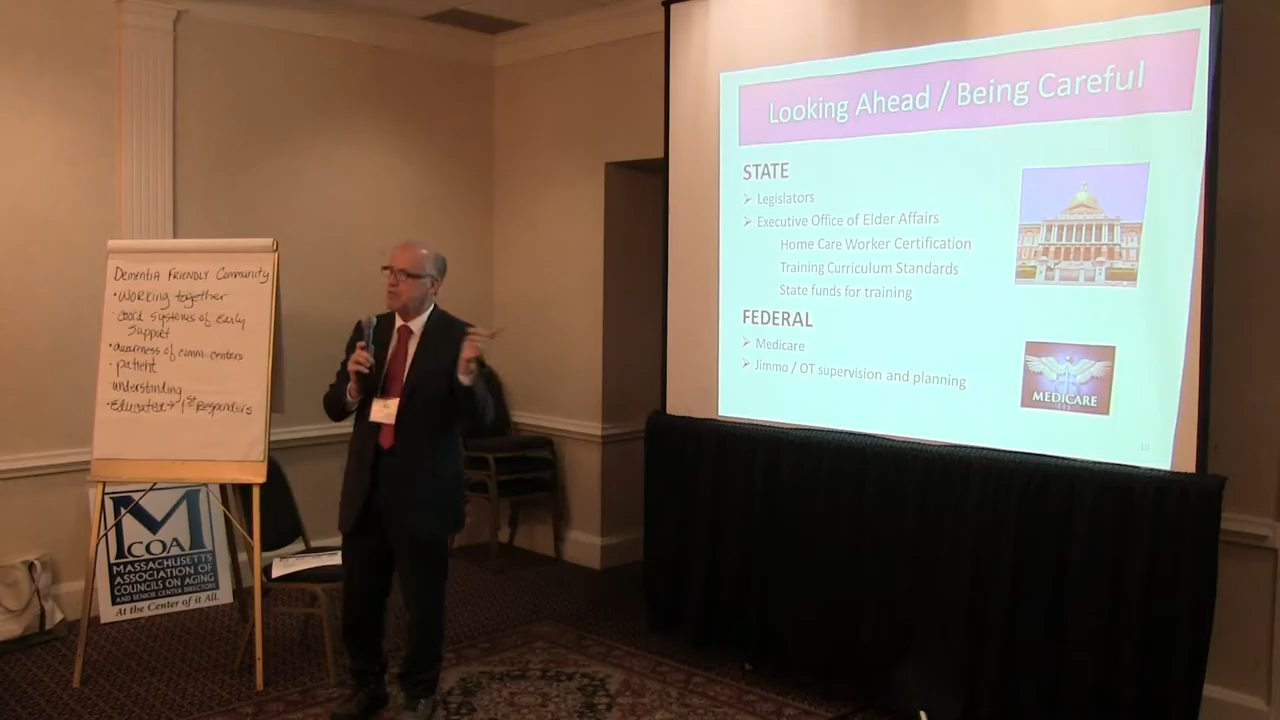 Dementia Friendly Community
• Working together
• Coord systems of Early
Support
• awareness of comm. centers
• patient
understanding
• Educated → 1st Responders
M
COA
MASSACHUSETTS
ASSOCIATION OF
COUNCILS ON AGING
AND SENIOR CENTER DIRECTORS
At the Center of it All.
Looking Ahead / Being Careful
STATE
➢ Legislators
➢ Executive Office of Elder Affairs
Home Care Worker Certification
Training Curriculum Standards
State funds for training
FEDERAL
➢ Medicare
➢ Jimmo / OT supervision and planning
MEDICARE
10